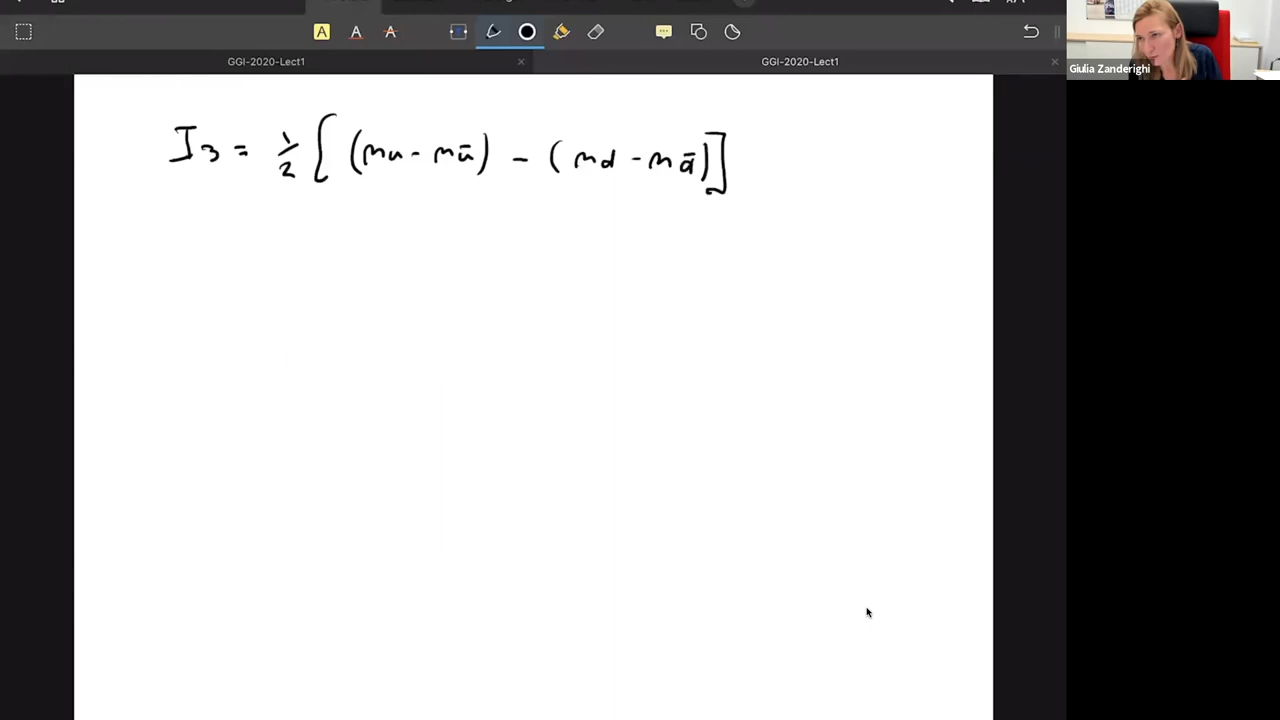 A A A
Giulia Zanderighi
GGI-2020-Lect1 × GGI-2020-Lect1 ×
I3 = 1/2 [ (nu - nū) - (nd - nd̄) ]